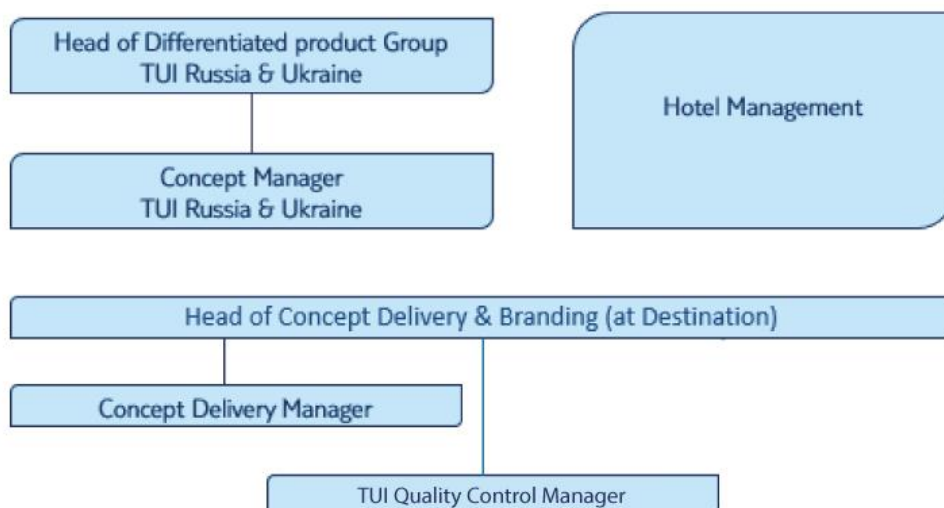 Head of Differentiated product Group
TUI Russia & Ukraine
Hotel Management
Concept Manager
TUI Russia & Ukraine
Head of Concept Delivery & Branding (at Destination)
Concept Delivery Manager
TUI Quality Control Manager